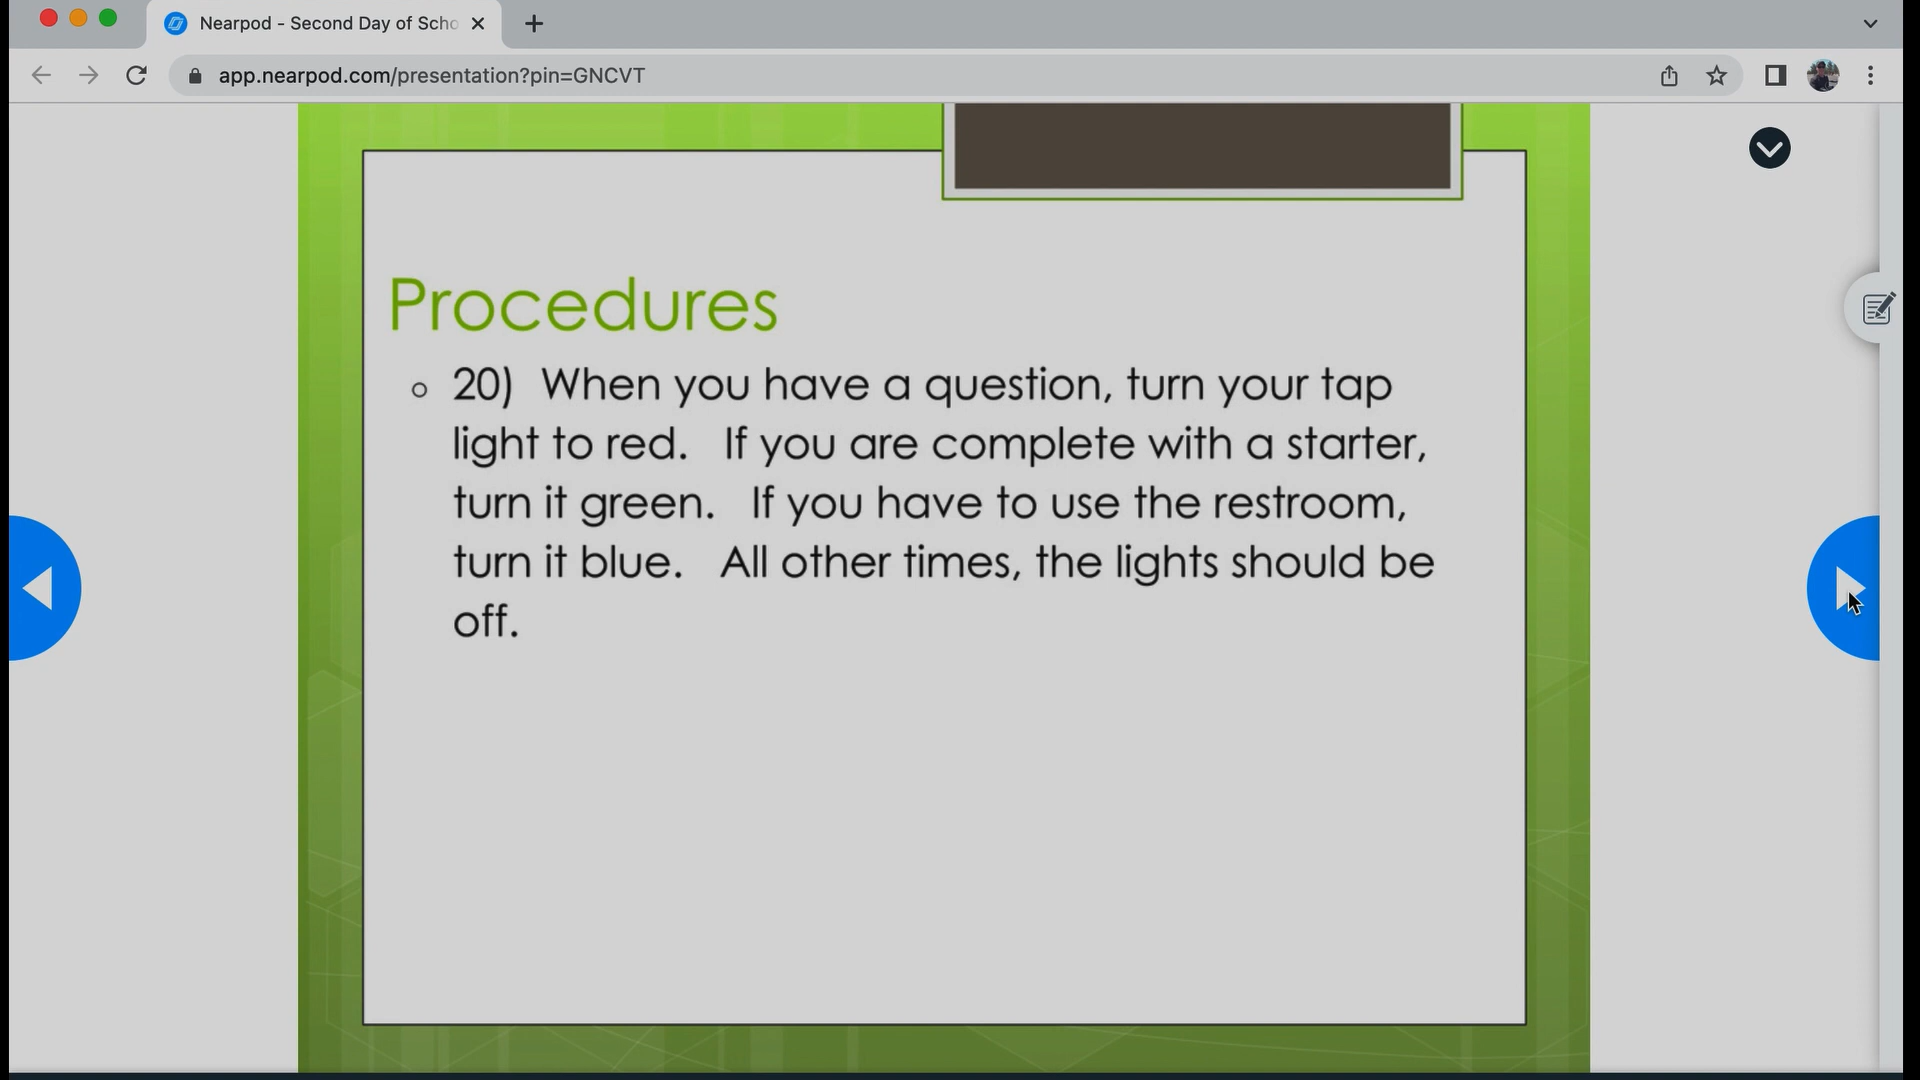 Nearpod - Second Day of Scho
app.nearpod.com/presentation?pin=GNCVT
Procedures
20) When you have a question, turn your tap
light to red. If you are complete with a starter,
turn it green. If you have to use the restroom,
turn it blue. All other times, the lights should be
off.